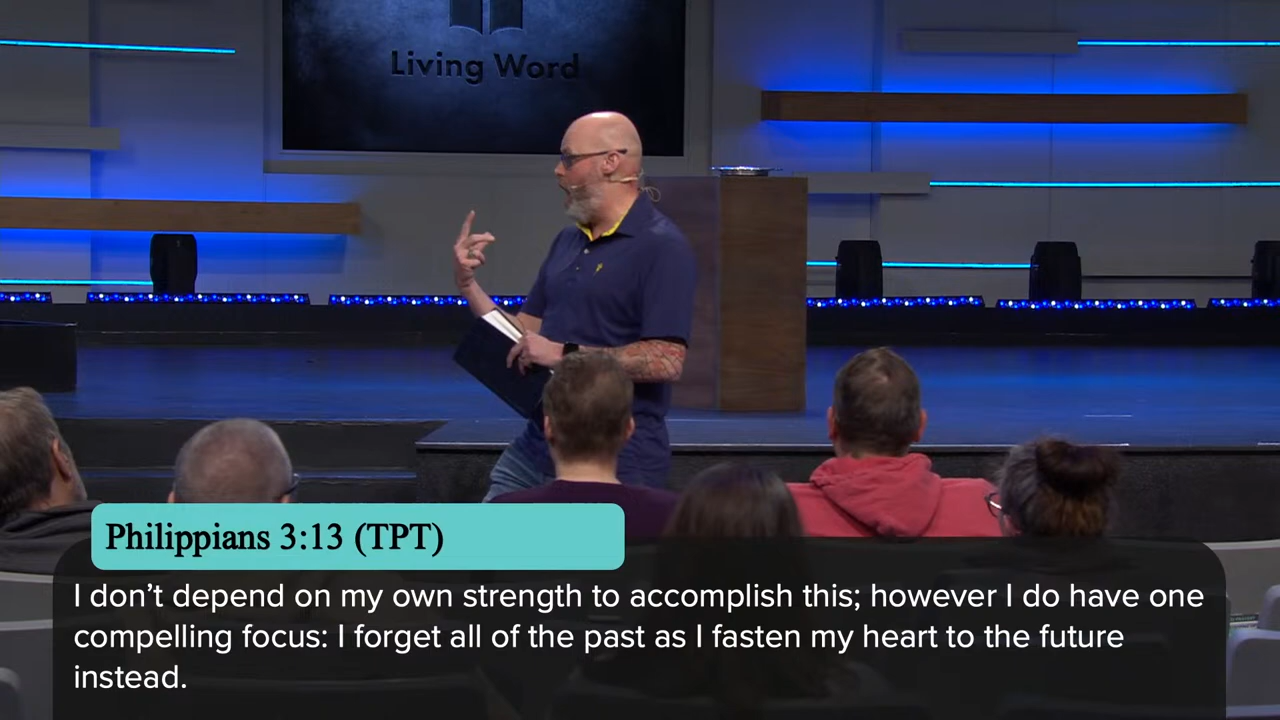 Living Word
Philippians 3:13 (TPT)
I don’t depend on my own strength to accomplish this; however I do have one
compelling focus: I forget all of the past as I fasten my heart to the future
instead.